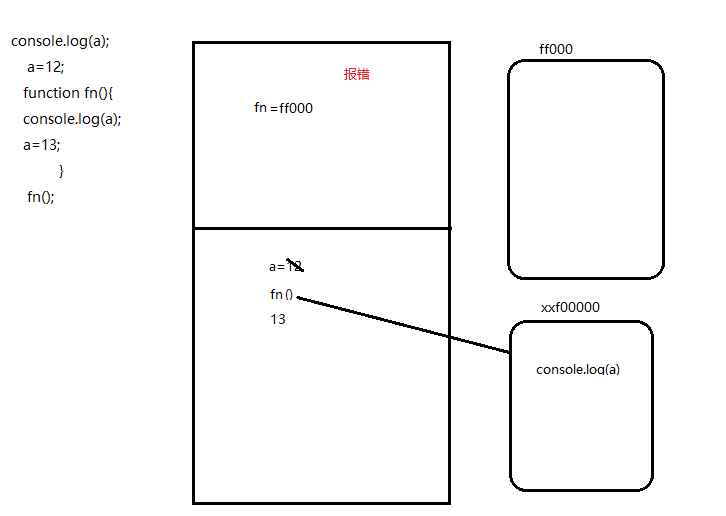 console.log(a);
a=12;
function fn(){
console.log(a);
a=13;
}
fn();
报错
fn =ff000
a=12
fn()
13
ff000
xxf00000
console.log(a)